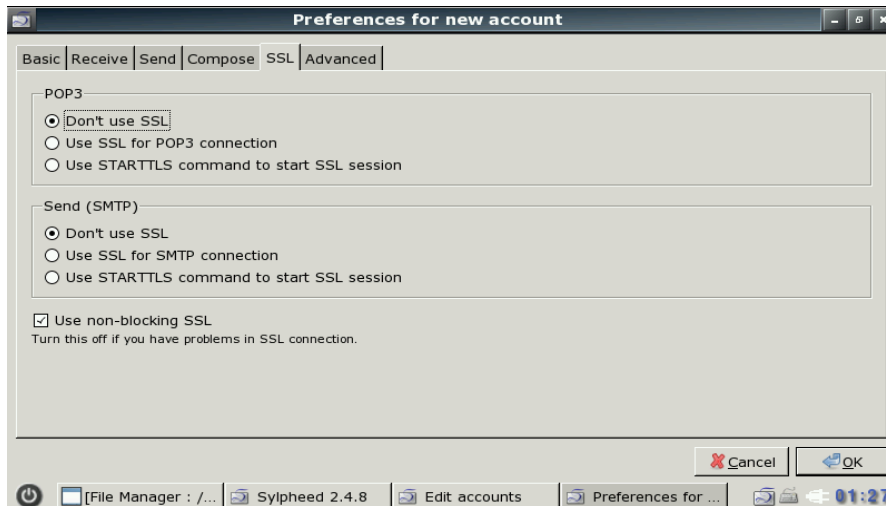 Preferences for new account
Basic Receive Send Compose SSL Advanced
POP3
Don't use SSL
Use SSL for POP3 connection
Use STARTTLS command to start SSL session
Send (SMTP)
Don't use SSL
Use SSL for SMTP connection
Use STARTTLS command to start SSL session
Use non-blocking SSL
Turn this off if you have problems in SSL connection.
Cancel OK
[File Manager : /... Sylpheed 2.4.8 Edit accounts Preferences for ... 01:27